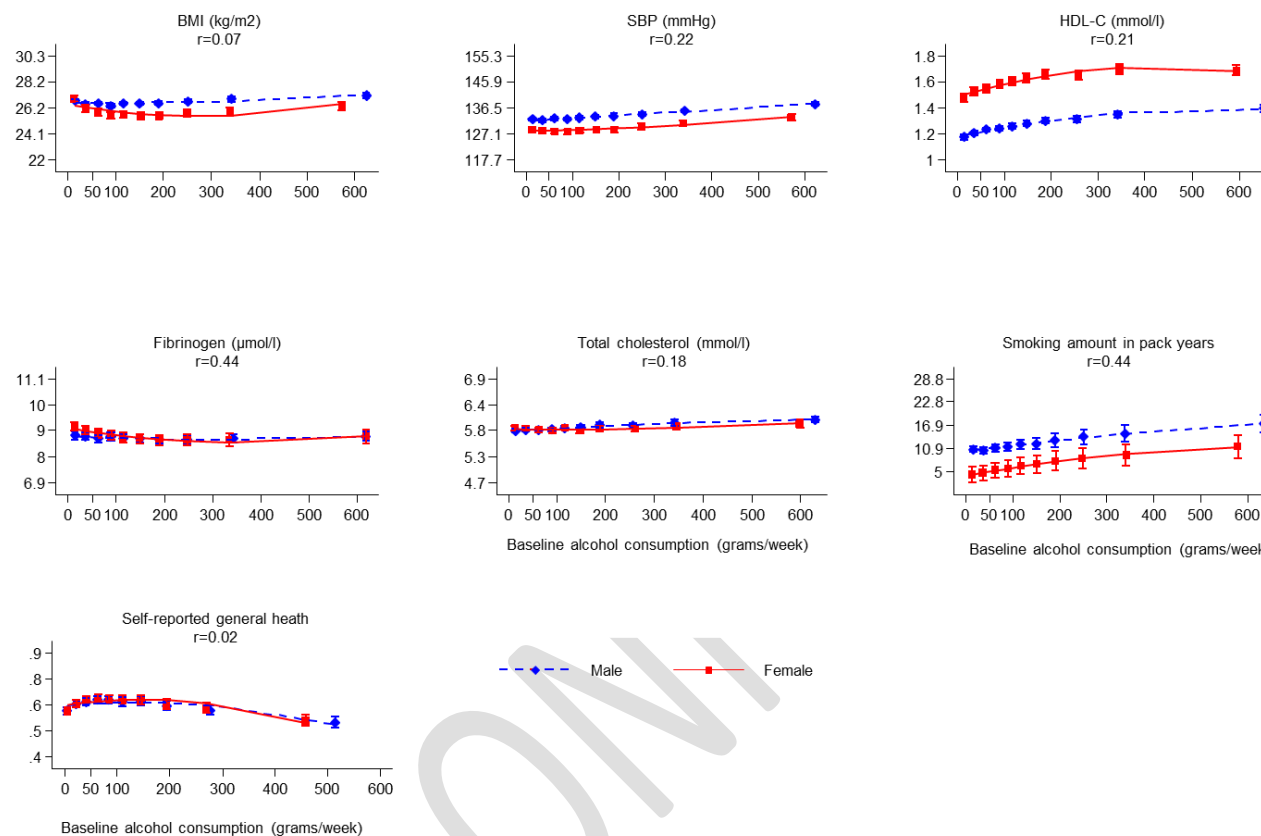 BMI (kg/m2)
r=0.07
30.3
28.2
26.2
24.1
22
0 50 100 200 300 400 500 600
SBP (mmHg)
r=0.22
155.3
145.9
136.5
127.1
117.7
0 50 100 200 300 400 500 600
HDL-C (mmol/l)
r=0.21
1.8
1.6
1.4
1.2
1
0 50 100 200 300 400 500 600
Fibrinogen (µmol/l)
r=0.44
11.1
10
9
8
6.9
0 50 100 200 300 400 500 600
Total cholesterol (mmol/l)
r=0.18
6.9
6.4
5.8
5.3
4.7
0 50 100 200 300 400 500 600
Baseline alcohol consumption (grams/week)
Smoking amount in pack years
r=0.44
28.8
22.8
16.9
10.9
5
0 50 100 200 300 400 500 600
Baseline alcohol consumption (grams/week
Self-reported general heath
r=0.02
.9
.8
.7
.6
.5
.4
0 50 100 200 300 400 500 600
Baseline alcohol consumption (grams/week)
Male Female
OM